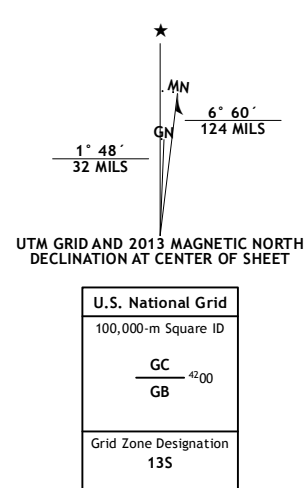 ★
MN
GN
6° 60´
124 MILS
1° 48´
32 MILS
UTM GRID AND 2013 MAGNETIC NORTH
DECLINATION AT CENTER OF SHEET
U.S. National Grid
100,000-m Square ID
GC
⁴²00
GB
Grid Zone Designation
13S